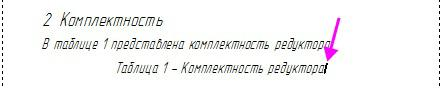 2 Комплектность
В таблице 1 представлена комплектность редуктора
Таблица 1 – Комплектность редуктора